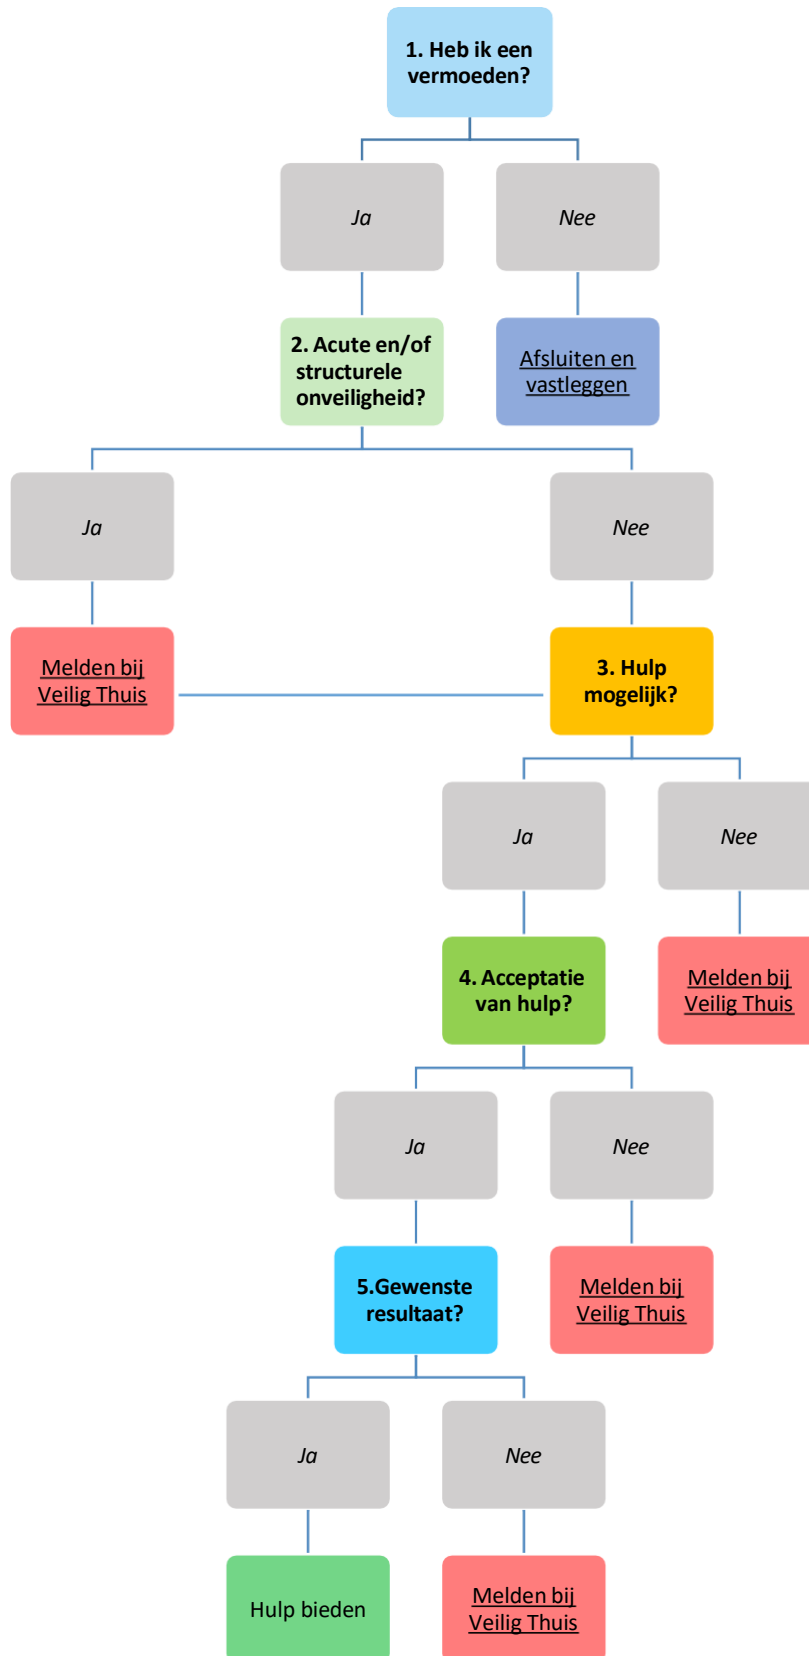 1. Heb ik een
vermoeden?
Ja
Nee
2. Acute en/of
structurele
onveiligheid?
Afsluiten en
vastleggen
Ja
Nee
Melden bij
Veilig Thuis
3. Hulp
mogelijk?
Ja
Nee
4. Acceptatie
van hulp?
Melden bij
Veilig Thuis
Ja
Nee
5.Gewenste
resultaat?
Melden bij
Veilig Thuis
Ja
Nee
Hulp bieden
Melden bij
Veilig Thuis